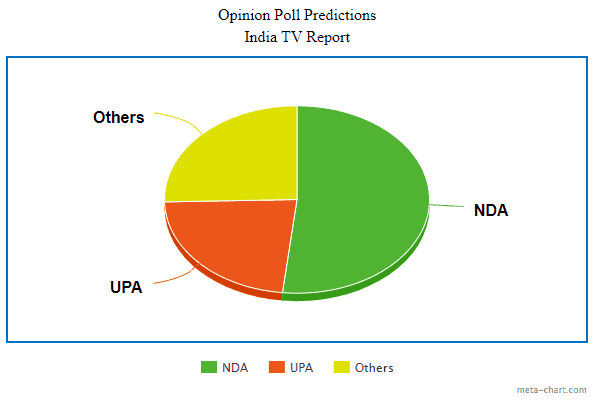 Opinion Poll Predictions
India TV Report
Others
NDA
UPA
NDA UPA Others
meta-chart.com